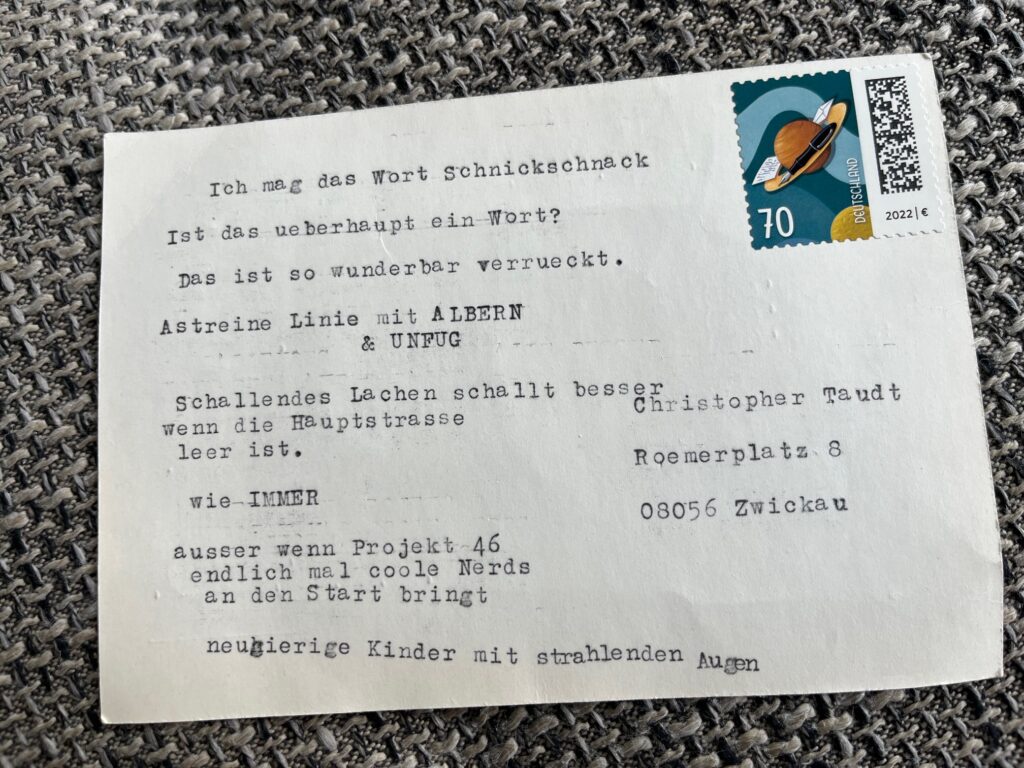 Ich mag das Wort Schnickschnack
Ist das ueberhaupt ein Wort?
Das ist so wunderbar verrueckt.
Astreine Linie mit ALBERN
& UNFUG
Schallendes Lachen schallt besser
wenn die Hauptstrasse
leer ist.
wie IMMER
ausser wenn Projekt 46
endlich mal coole Nerds
an den Start bringt
neugierige Kinder mit strahlenden Augen
Christopher Taudt
Roemerplatz 8
08056 Zwickau
70
DEUTSCHLAND
2022 | €